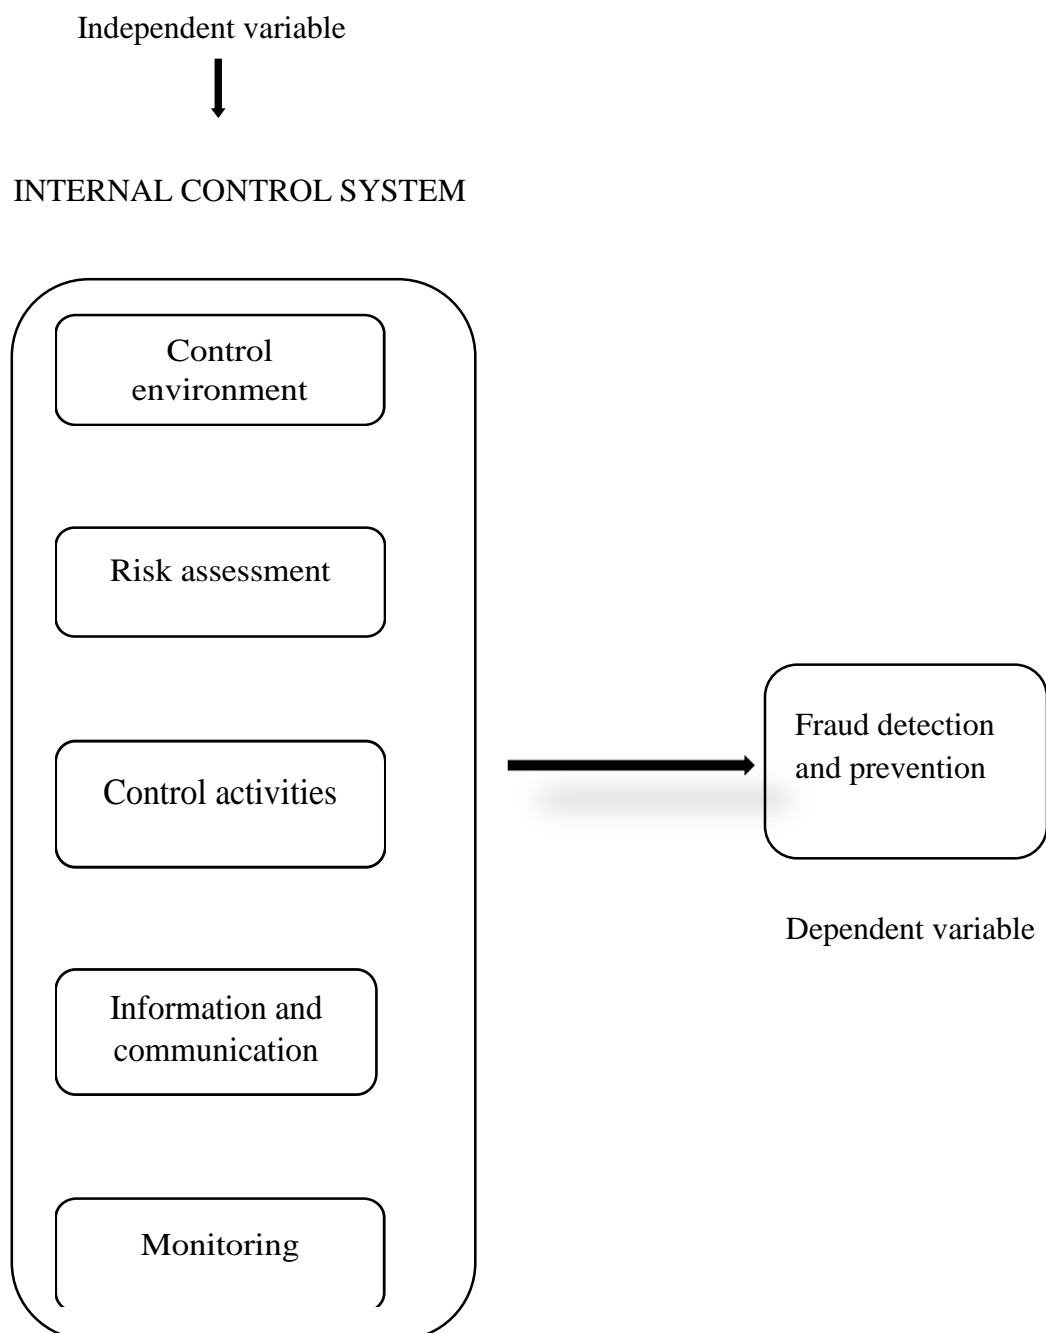 Independent variable
INTERNAL CONTROL SYSTEM
Control
environment
Risk assessment
Control activities
Information and
communication
Monitoring
Fraud detection
and prevention
Dependent variable